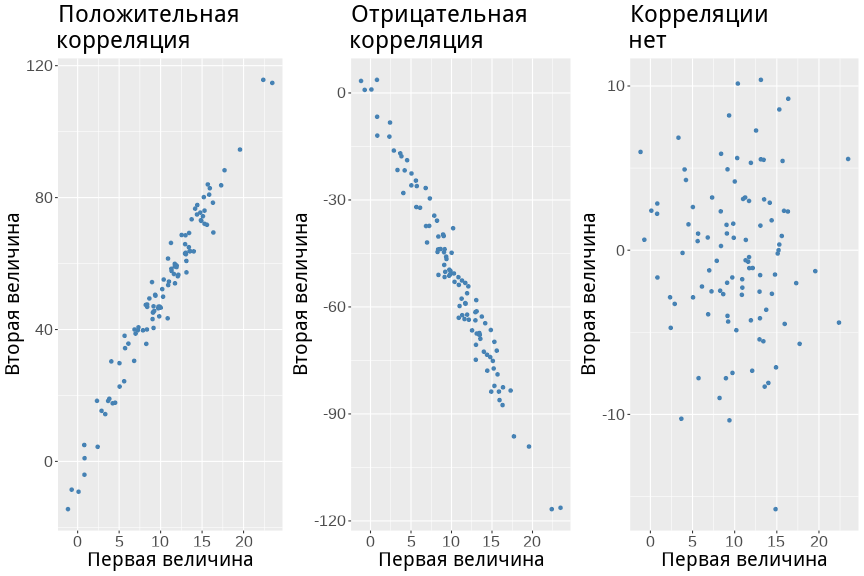 Положительная
корреляция
Отрицательная
корреляция
Корреляции
нет
120
80
40
0
Вторая величина
0
5
10
15
20
Первая величина
0
-30
-60
-90
-120
Вторая величина
0
5
10
15
20
Первая величина
10
0
-10
Вторая величина
0
5
10
15
20
Первая величина